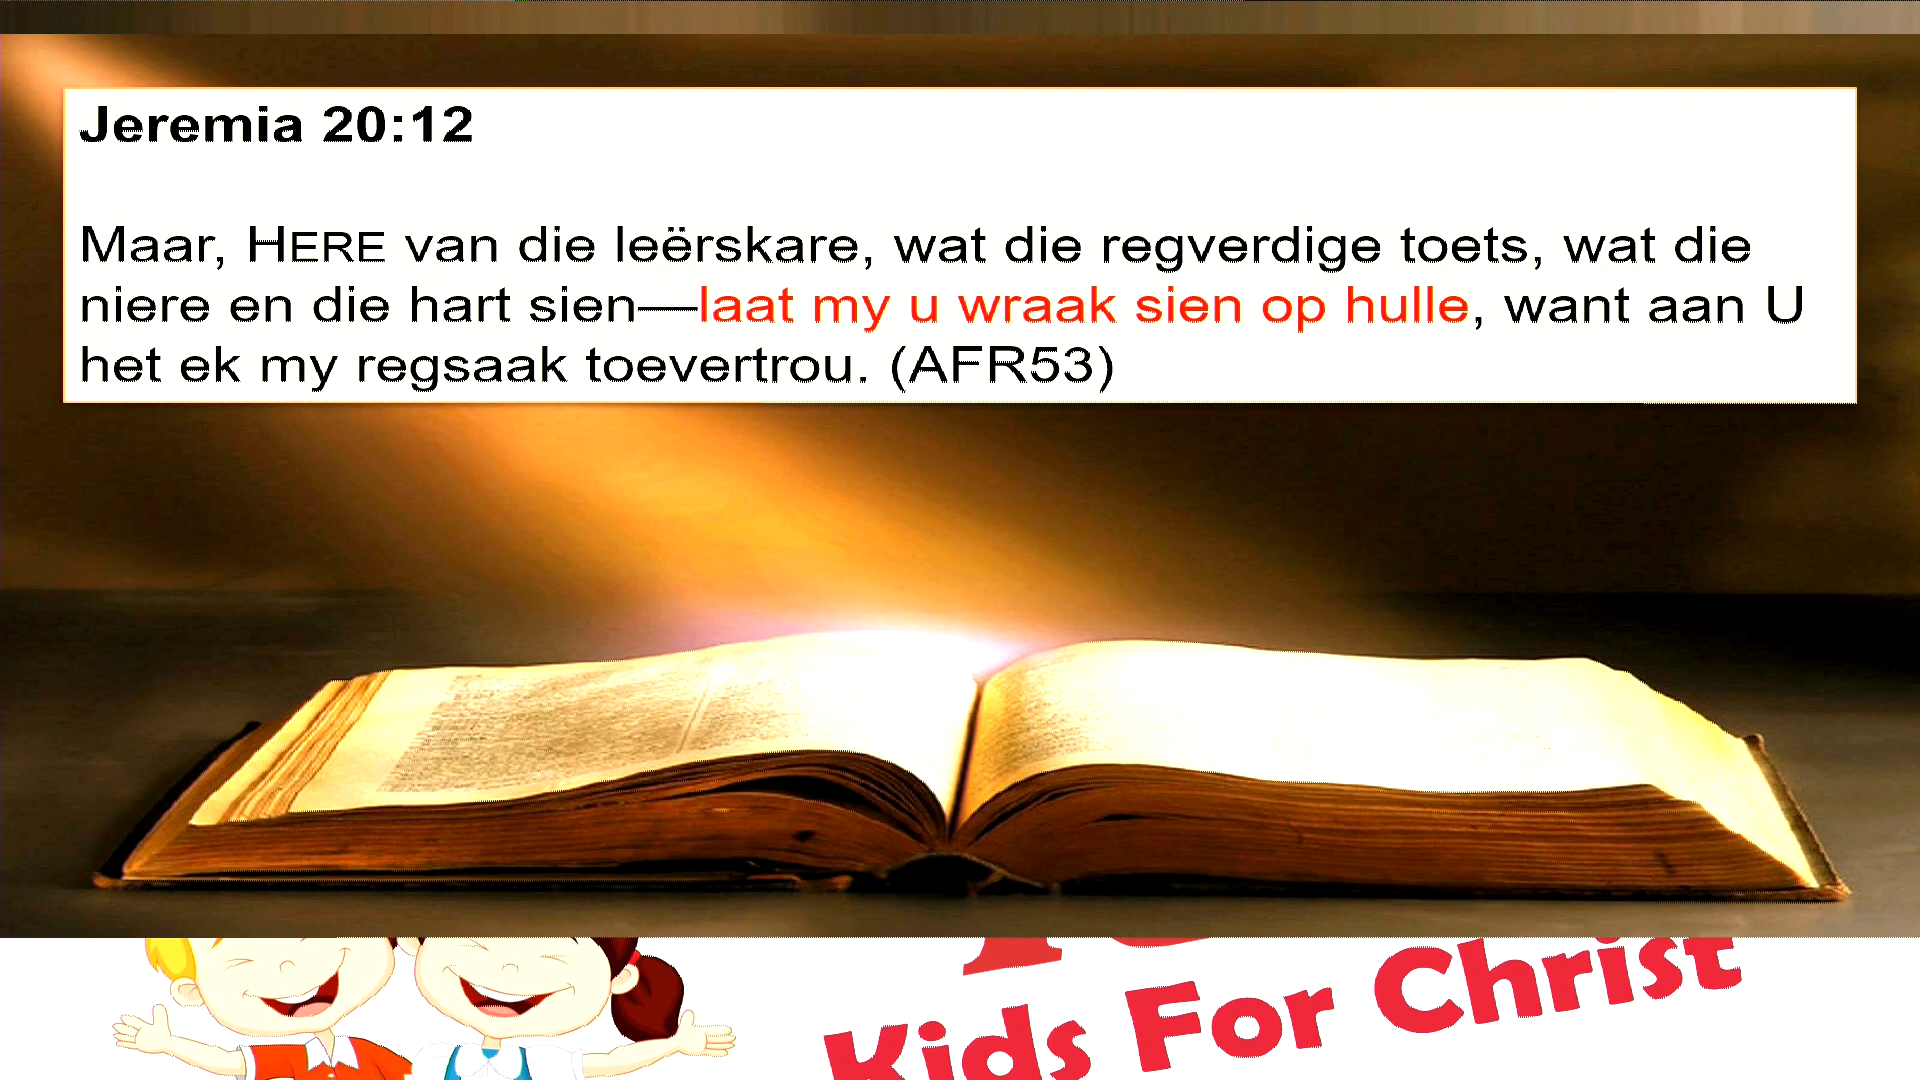 Jeremia 20:12
Maar, HERE van die leërskare, wat die regverdige toets, wat die
niere en die hart sien—laat my u wraak sien op hulle, want aan U
het ek my regsaak toevertrou. (AFR53)
Kids For Christ